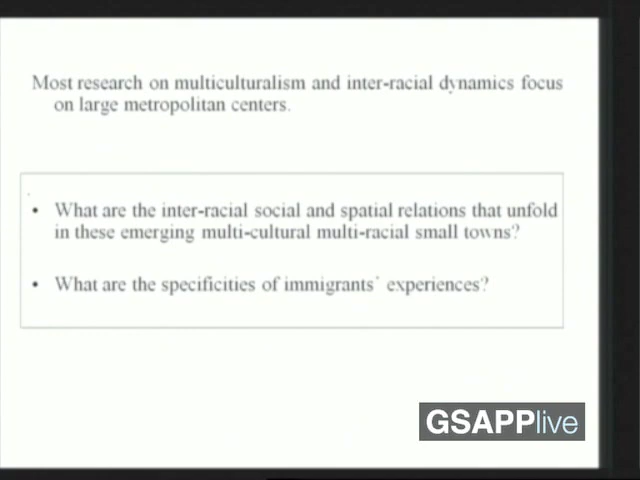 Most research on multiculturalism and inter-racial dynamics focus
on large metropolitan centers.
• What are the inter-racial social and spatial relations that unfold
in these emerging multi-cultural multi-racial small towns?
• What are the specificities of immigrants' experiences?
GSAPPlive